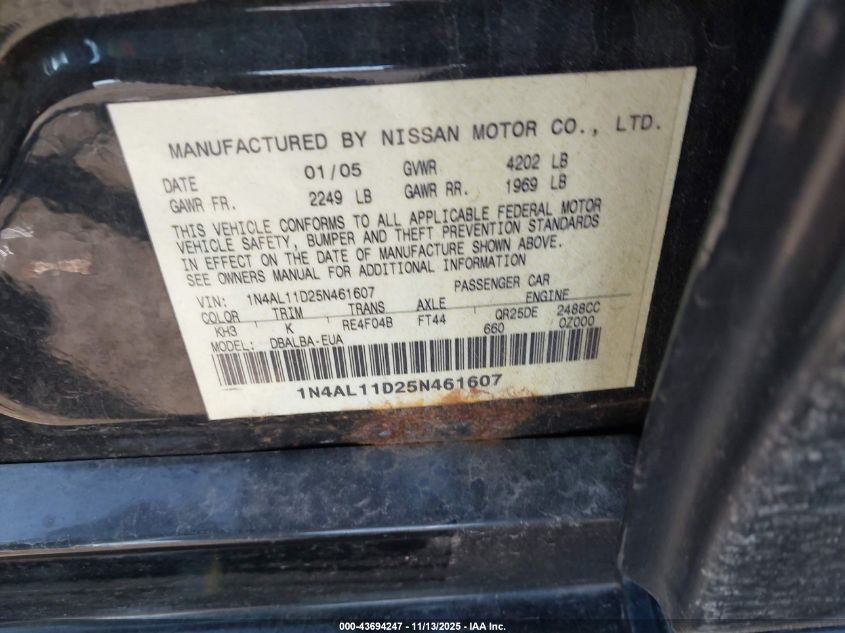 MANUFACTURED BY NISSAN MOTOR CO., LTD.
DATE 01/05 GVWR 4202 LB
GAWR FR. 2249 LB GAWR RR. 1969 LB
THIS VEHICLE CONFORMS TO ALL APPLICABLE FEDERAL MOTOR
VEHICLE SAFETY, BUMPER AND THEFT PREVENTION STANDARDS
IN EFFECT ON THE DATE OF MANUFACTURE SHOWN ABOVE.
SEE OWNERS MANUAL FOR ADDITIONAL INFORMATION
VIN: 1N4AL11D25N461607 PASSENGER CAR
COLOR TRIM TRANS AXLE ENGINE
KH3 K RE4F04B FT44 QR25DE 2488CC
MODEL: DBALBA-EUA 660 0Z000
1N4AL11D25N461607
000-43694247 - 11/13/2025 - IAA Inc.